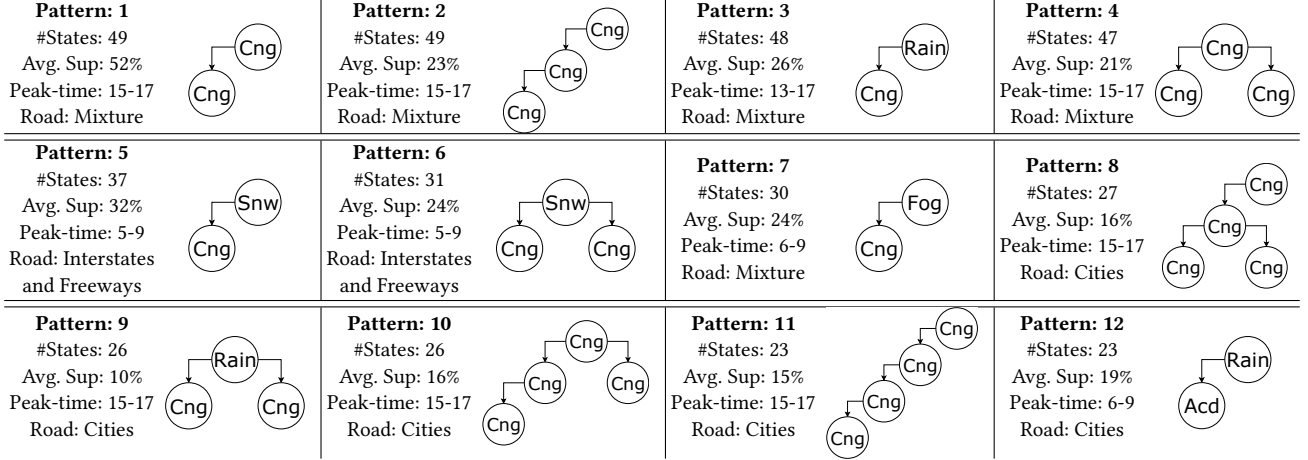 Pattern: 1
#States: 49
Avg. Sup: 52%
Peak-time: 15-17
Road: Mixture
Cng
Cng
Pattern: 2
#States: 49
Avg. Sup: 23%
Peak-time: 15-17
Road: Mixture
Cng
Cng
Cng
Pattern: 3
#States: 48
Avg. Sup: 26%
Peak-time: 13-17
Road: Mixture
Rain
Cng
Pattern: 4
#States: 47
Avg. Sup: 21%
Peak-time: 15-17
Road: Mixture
Cng
Cng
Cng
Pattern: 5
#States: 37
Avg. Sup: 32%
Peak-time: 5-9
Road: Interstates
and Freeways
Snw
Cng
Pattern: 6
#States: 31
Avg. Sup: 24%
Peak-time: 5-9
Road: Interstates
and Freeways
Snw
Cng
Cng
Pattern: 7
#States: 30
Avg. Sup: 24%
Peak-time: 6-9
Road: Mixture
Fog
Cng
Pattern: 8
#States: 27
Avg. Sup: 16%
Peak-time: 15-17
Road: Cities
Cng
Cng
Cng
Cng
Pattern: 9
#States: 26
Avg. Sup: 10%
Peak-time: 15-17
Road: Cities
Rain
Cng
Cng
Pattern: 10
#States: 26
Avg. Sup: 16%
Peak-time: 15-17
Road: Cities
Cng
Cng
Cng
Cng
Pattern: 11
#States: 23
Avg. Sup: 15%
Peak-time: 15-17
Road: Cities
Cng
Cng
Cng
Cng
Pattern: 12
#States: 23
Avg. Sup: 19%
Peak-time: 6-9
Road: Cities
Rain
Acd